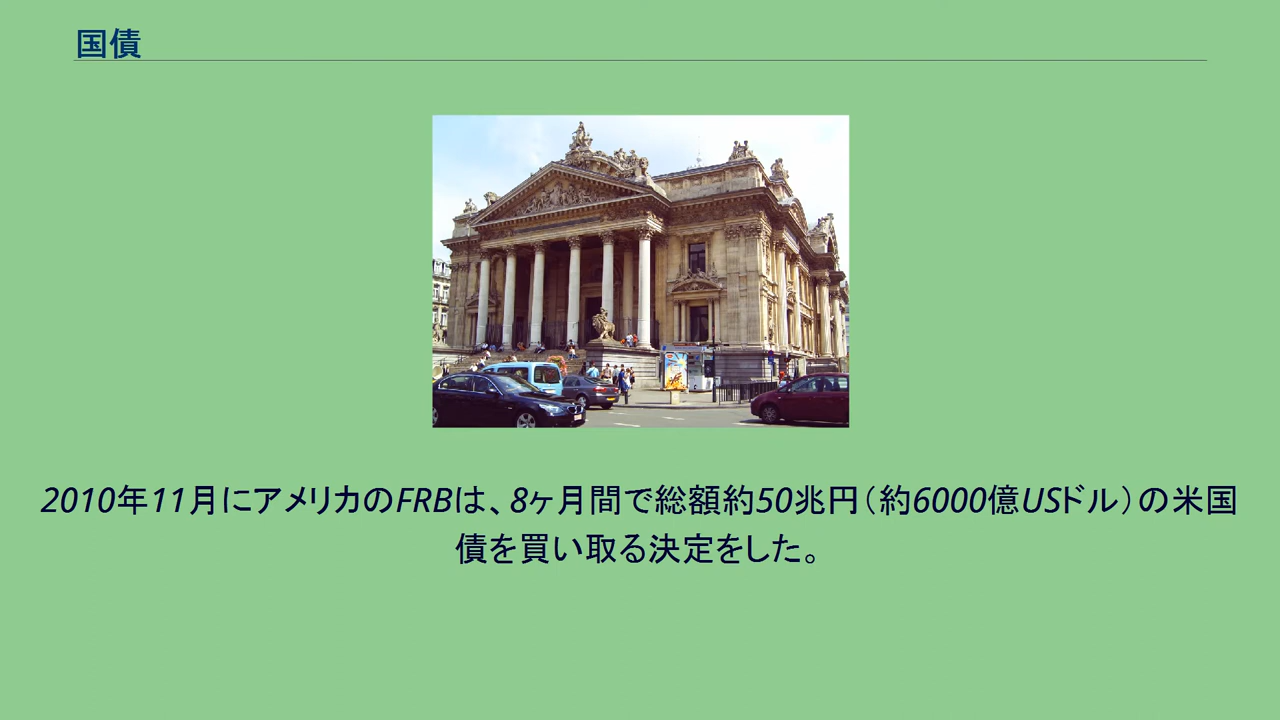 国債
2010年11月にアメリカのFRBは、8ヶ月間で総額約50兆円（約6000億USドル）の米国
債を買い取る決定をした。